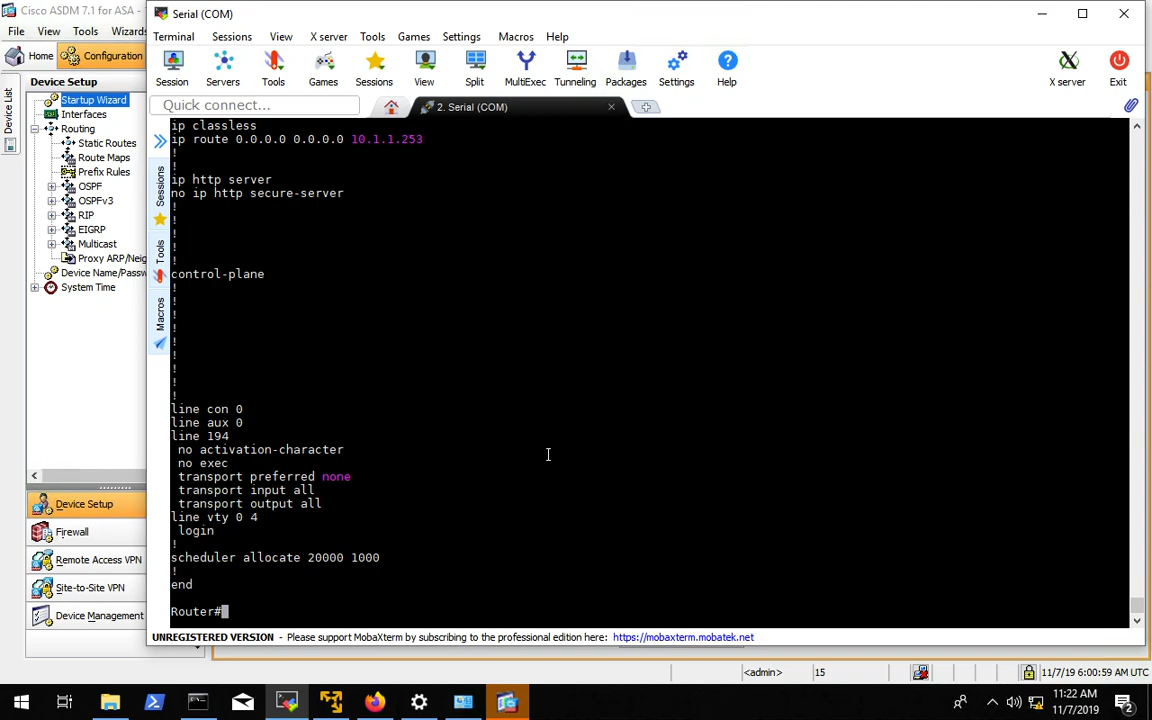 Cisco ASDM 7.1 for ASA
Serial (COM)
File View Tools Wizards
Terminal Sessions View X server Tools Games Settings Macros Help
Home Configuration
Session Servers Tools Games Sessions View Split MultiExec Tunneling Packages Settings Help X server Exit
Device List
Device Setup
Startup Wizard
Interfaces
Routing
Static Routes
Route Maps
Prefix Rules
OSPF
OSPFv3
RIP
EIGRP
Multicast
Proxy ARP/Neig
Device Name/Passw
System Time
Device Setup
Firewall
Remote Access VPN
Site-to-Site VPN
Device Management
Quick connect...
2. Serial (COM)
Sessions
Tools
Macros
ip classless
ip route 0.0.0.0 0.0.0.0 10.1.1.253
!
!
ip http server
no ip http secure-server
!
!
!
!
!
control-plane
!
!
!
!
!
!
!
!
!
line con 0
line aux 0
line 194
no activation-character
no exec
transport preferred none
transport input all
transport output all
line vty 0 4
login
!
scheduler allocate 20000 1000
!
end
Router#
UNREGISTERED VERSION - Please support MobaXterm by subscribing to the professional edition here: https://mobaxterm.mobatek.net
<admin> 15 11/7/19 6:00:59 AM UTC
11:22 AM
11/7/2019
2